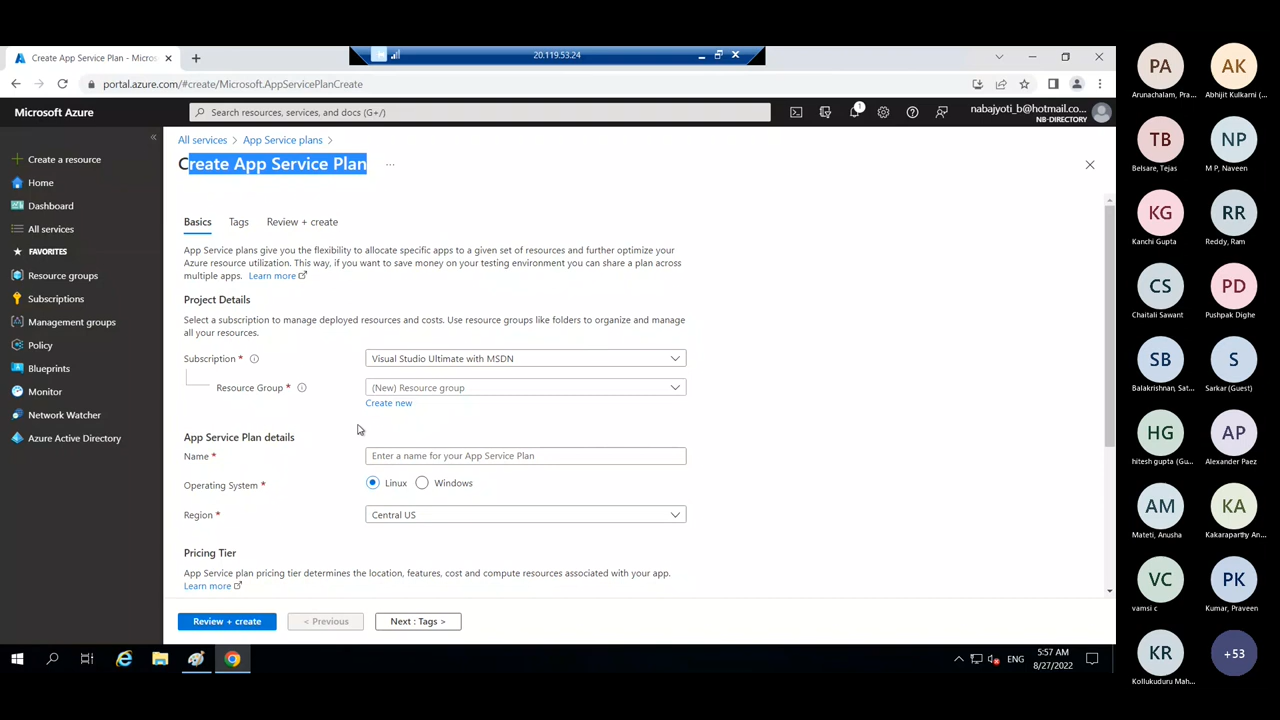 Create App Service Plan - Micros
20.119.53.24
portal.azure.com/#create/Microsoft.AppServicePlanCreate
Microsoft Azure
Search resources, services, and docs (G+/)
1
nabajyoti_b@hotmail.co...
NB-DIRECTORY
Create a resource
Home
Dashboard
All services
FAVORITES
Resource groups
Subscriptions
Management groups
Policy
Blueprints
Monitor
Network Watcher
Azure Active Directory
All services > App Service plans >
Create App Service Plan ...
Basics Tags Review + create
App Service plans give you the flexibility to allocate specific apps to a given set of resources and further optimize your
Azure resource utilization. This way, if you want to save money on your testing environment you can share a plan across
multiple apps. Learn more
Project Details
Select a subscription to manage deployed resources and costs. Use resource groups like folders to organize and manage
all your resources.
Subscription * Visual Studio Ultimate with MSDN
Resource Group * (New) Resource group
Create new
App Service Plan details
Name * Enter a name for your App Service Plan
Operating System * Linux Windows
Region * Central US
Pricing Tier
App Service plan pricing tier determines the location, features, cost and compute resources associated with your app.
Learn more
Review + create < Previous Next : Tags >
ENG
5:57 AM
8/27/2022
PA AK
Arunachalam, Pra... Abhijit Kulkarni (...
TB NP
Belsare, Tejas M P, Naveen
KG RR
Kanchi Gupta Reddy, Ram
CS PD
Chaitali Sawant Pushpak Dighe
SB S
Balakrishnan, Sat... Sarkar (Guest)
HG AP
hitesh gupta (Gu... Alexander Paez
AM KA
Mateti, Anusha Kakaraparthy An...
VC PK
vamsi c Kumar, Praveen
KR +53
Kollukuduru Mah...